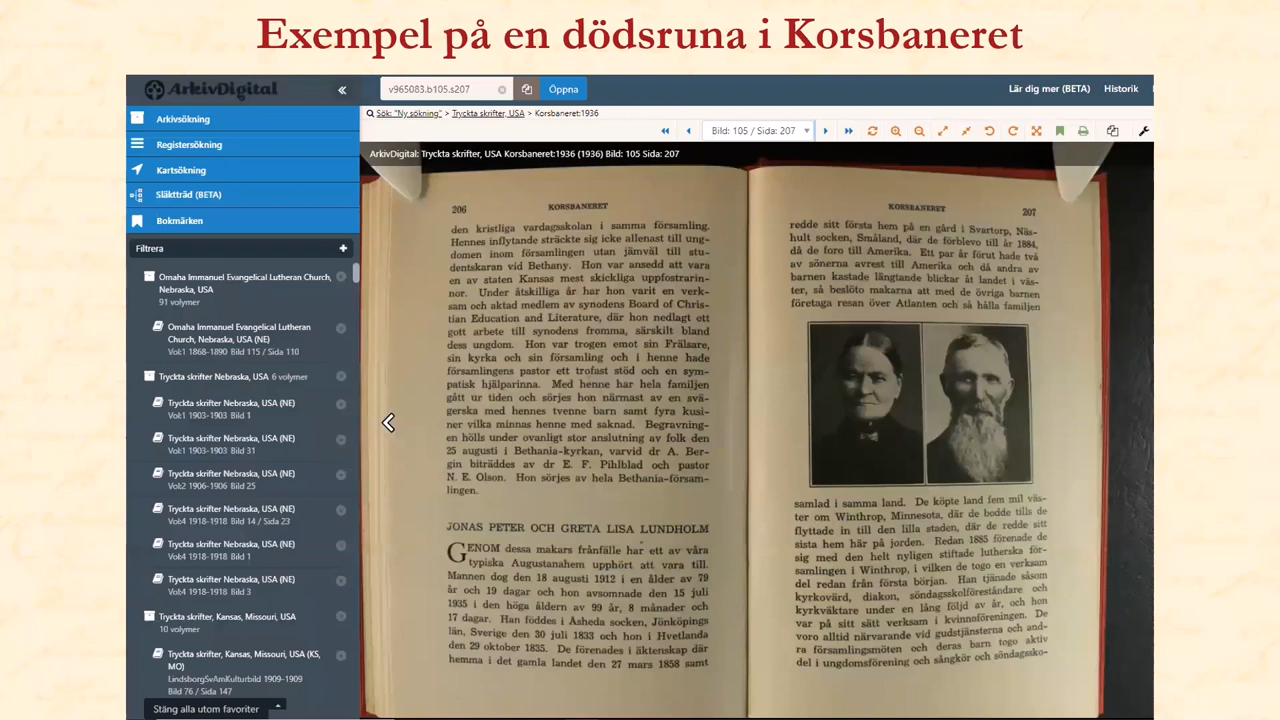 Exempel på en dödsruna i Korsbaneret
ArkivDigital
«
v965083.b105.s207
Öppna
Lär dig mer (BETA)
Historik
Arkivsökning
Registersökning
Kartsökning
Släktträd (BETA)
Bokmärken
Filtrera
+
Omaha Immanuel Evangelical Lutheran Church,
Nebraska, USA
91 volymer
Omaha Immanuel Evangelical Lutheran
Church, Nebraska, USA (NE)
Vol:1 1868-1890 Bild 115 / Sida 110
Tryckta skrifter Nebraska, USA 6 volymer
Tryckta skrifter Nebraska, USA (NE)
Vol:1 1903-1903 Bild 1
Tryckta skrifter Nebraska, USA (NE)
Vol:1 1903-1903 Bild 31
Tryckta skrifter Nebraska, USA (NE)
Vol:2 1906-1906 Bild 25
Tryckta skrifter Nebraska, USA (NE)
Vol:4 1918-1918 Bild 14 / Sida 23
Tryckta skrifter Nebraska, USA (NE)
Vol:4 1918-1918 Bild 1
Tryckta skrifter Nebraska, USA (NE)
Vol:4 1918-1918 Bild 3
Tryckta skrifter, Kansas, Missouri, USA
10 volymer
Tryckta skrifter, Kansas, Missouri, USA (KS,
MO)
LindsborgSvAmKulturbild 1909-1909
Bild 76 / Sida 147
Stäng alla utom favoriter
Sök: "Ny sökning" > Tryckta skrifter, USA > Korsbaneret:1936
Bild: 105 / Sida: 207
ArkivDigital: Tryckta skrifter, USA Korsbaneret:1936 (1936) Bild: 105 Sida: 207
206 KORSBANERET
den kristliga vardagsskolan i samma församling.
Hennes inflytande sträckte sig icke allenast till ung-
domen inom församlingen utan jämväl till stu-
dentskaran vid Bethany. Hon var ansedd att vara
en av staten Kansas mest skickliga uppfostrarin-
nor. Under åtskilliga år har hon varit en verk-
sam och aktad medlem av synodens Board of Chris-
tian Education and Literature, där hon nedlagt ett
gott arbete till synodens fromma, särskilt bland
dess ungdom. Hon var trogen emot sin Frälsare,
sin kyrka och sin församling och i henne hade
församlingens pastor ett trofast stöd och en sym-
patisk hjälparinna. Med henne har hela familjen
gått ur tiden och sörjes hon närmast av en svä-
gerska med hennes tvenne barn samt fyra kusi-
ner vilka minnas henne med saknad. Begravning-
en hölls under ovanligt stor anslutning av folk den
25 augusti i Bethania-kyrkan, varvid dr A. Ber-
gin biträddes av dr E. F. Pihlblad och pastor
N. E. Olson. Hon sörjes av hela Bethania-försam-
lingen.
JONAS PETER OCH GRETA LISA LUNDHOLM
GENOM dessa makars frånfälle har ett av våra
typiska Augustanahem upphört att vara till.
Mannen dog den 18 augusti 1912 i en ålder av 79
år och 19 dagar och hon avsomnade den 15 juli
1935 i den höga åldern av 99 år, 8 månader och
17 dagar. Han föddes i Asheda socken, Jönköpings
län, Sverige den 30 juli 1833 och hon i Hvetlanda
den 29 oktober 1835. De förenades i äktenskap där
hemma i det gamla landet den 27 mars 1858 samt
KORSBANERET 207
redde sitt första hem på en gård i Svartorp, Näs-
hult socken, Småland, där de förblevo till år 1884,
då de foro till Amerika. Ett par år förut hade två
av sönerna avrest till Amerika och då andra av
barnen kastade längtande blickar åt landet i väs-
ter, så beslöto makarna att med de övriga barnen
företaga resan över Atlanten och så hålla familjen
samlad i samma land. De köpte land fem mil väs-
ter om Winthrop, Minnesota, där de bodde tills de
flyttade in till den lilla staden, där de redde sitt
sista hem här på jorden. Redan 1885 förenade de
sig med den helt nyligen stiftade lutherska för-
samlingen i Winthrop, i vilken de togo en verksam
del redan från första början. Han tjänade såsom
kyrkovärd, diakon, söndagsskolföreståndare och
kyrkväktare under en lång följd av år, och hon
var på sitt sätt verksam i kvinnoföreningen. De
voro alltid närvarande vid gudstjänsterna och and-
ra församlingsmöten och deras barn togo aktiv
del i ungdomsförening och sångkör och söndagssko-